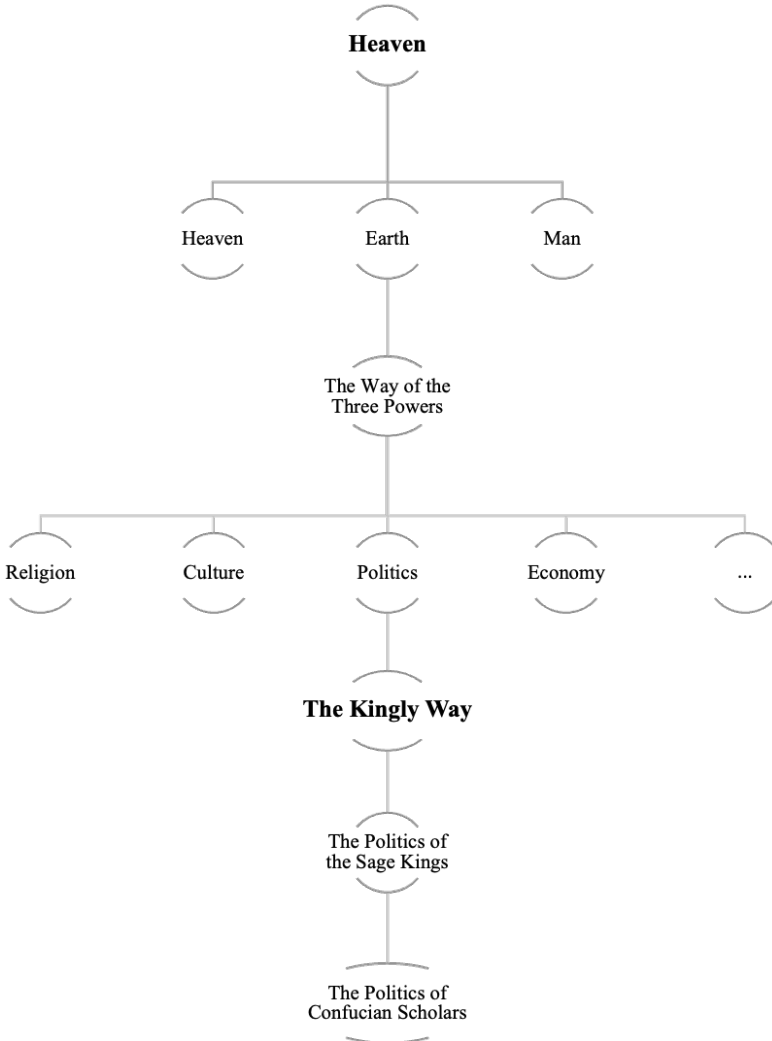 Heaven
Heaven
Earth
Man
The Way of the
Three Powers
Religion
Culture
Politics
Economy
...
The Kingly Way
The Politics of
the Sage Kings
The Politics of
Confucian Scholars